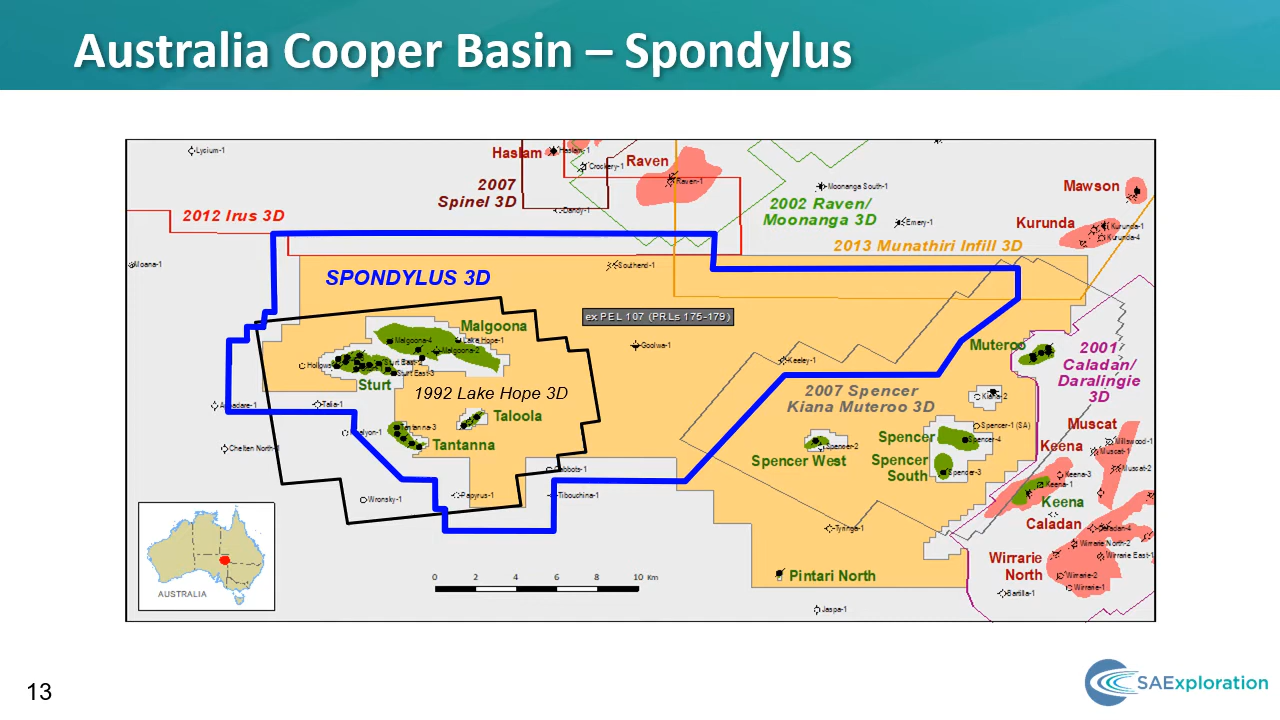 Australia Cooper Basin – Spondylus
Lycium-1
Haslam
Haslam-1
Crockery-1
Raven
Raven-1
2007
Spinel 3D
Dandy-1
2012 Irus 3D
Moonanga South-1
2002 Raven/
Moonanga 3D
Emery-1
2013 Munathiri Infill 3D
Mawson
Kurunda
Kurunda-1
Kurunda-4
Moana-1
SPONDYLUS 3D
Southend-1
ex PEL 107 (PRLs 175-179)
Malgoona
Malgoona-4
Lake Hope-1
Malgoona-2
Goolwa-1
Keeley-1
Muteroo
2001
Caladan/
Daralingie
3D
Sturt East-3
Sturt
1992 Lake Hope 3D
2007 Spencer
Kiana Muteroo 3D
Talia-1
Taloola
Tantanna-3
Tantanna
Chelten North-1
Spencer-1 (SA)
Spencer
Spencer-4
Spencer-2
Spencer West
Spencer
South
Spencer-3
Muscat
Muscat-1
Muscat-2
Keena
Keena-3
Keena-1
Keena
Wronsky-1
Papyrus-1
Tibouchina-1
Tyringa-1
Caladan
Caladan-4
Wirrarie North-2
Wirrarie East-1
Wirrarie
North
Wirrarie-2
Wirrarie-1
Pintari North
Jaspa-1
AUSTRALIA
0 2 4 6 8 10 Km
13
SAExploration